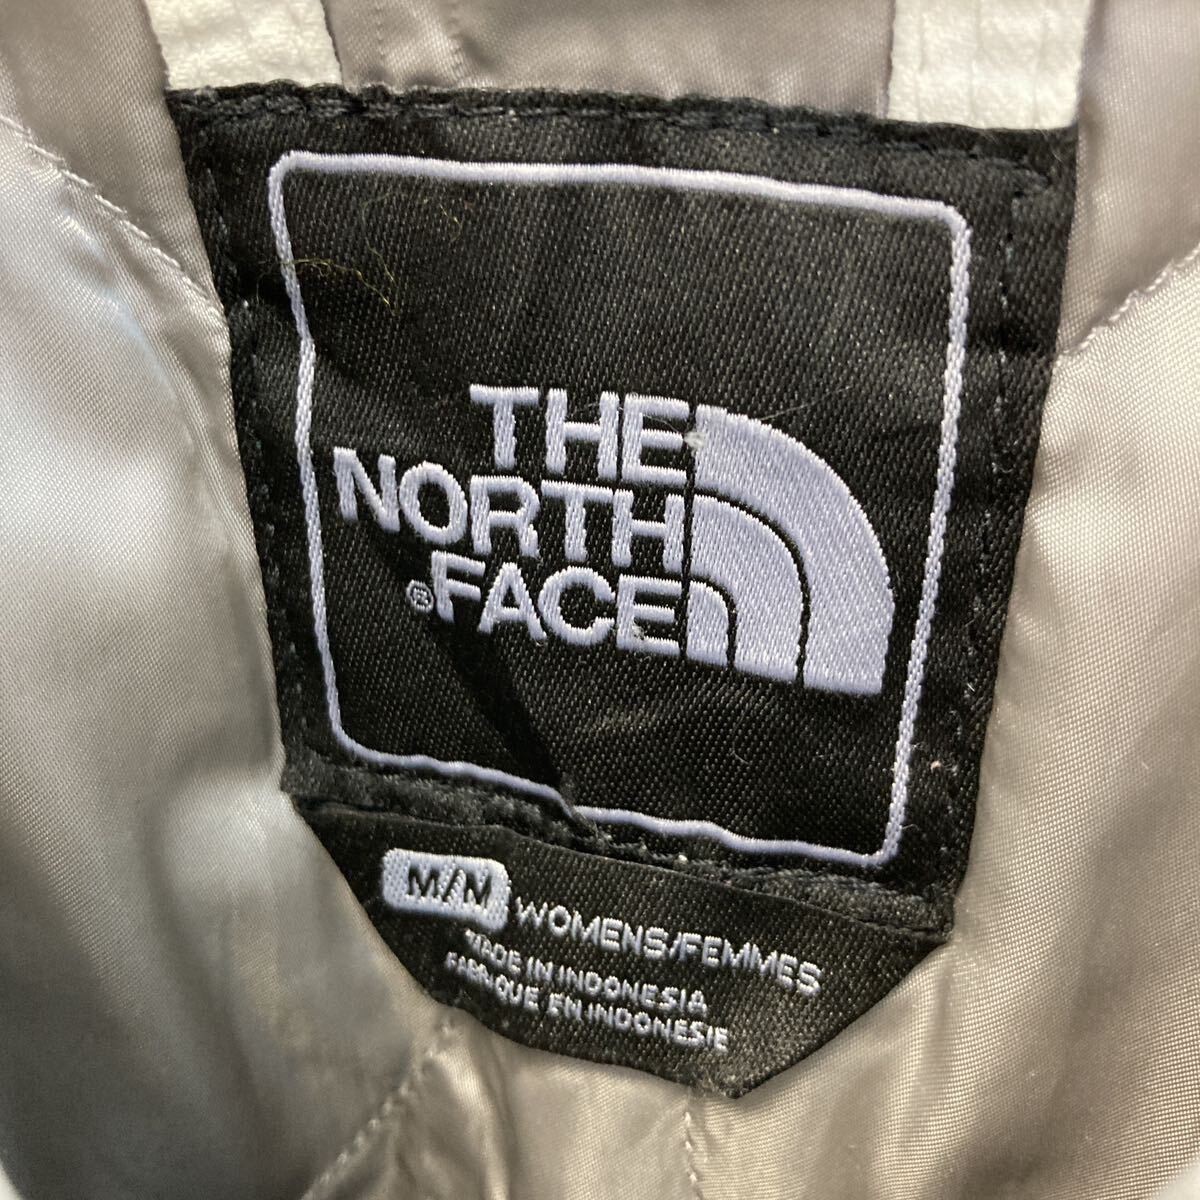 THE
NORTH
®FACE
M/M WOMENS/FEMMES
MADE IN INDONESIA
FABRIQUE EN INDONESIE